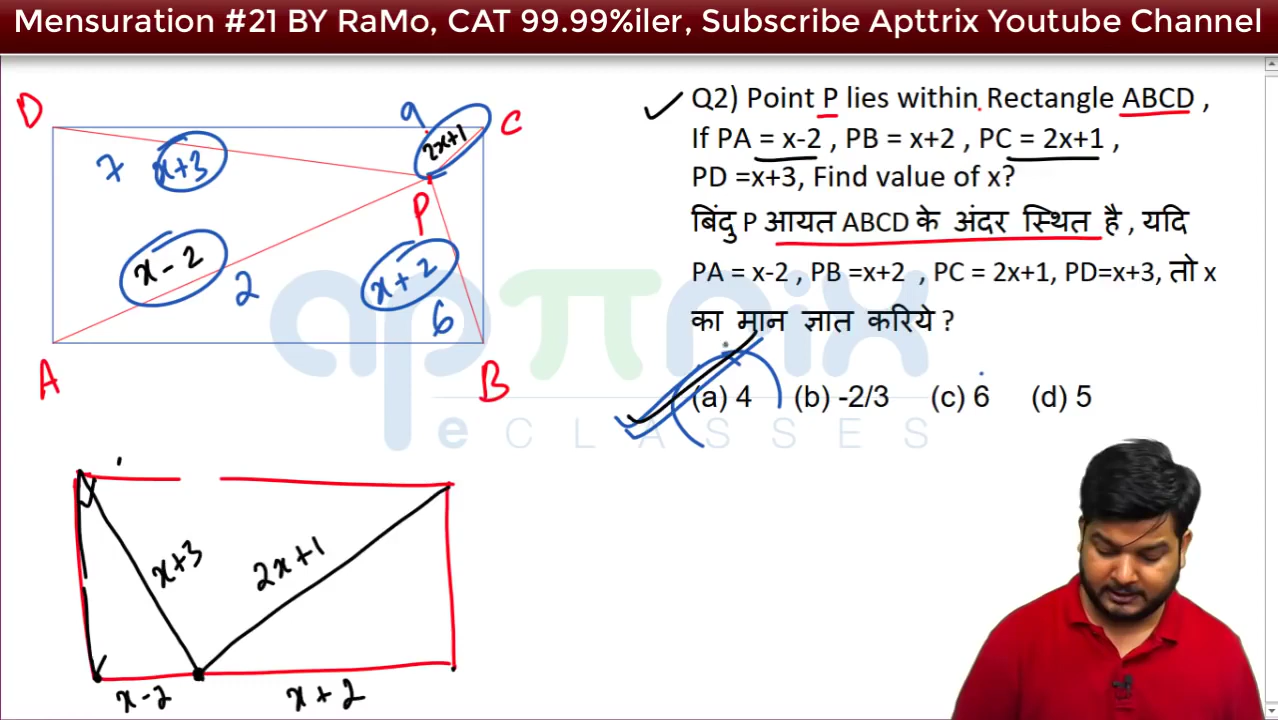 Mensuration #21 BY RaMo, CAT 99.99%iler, Subscribe Apttrix Youtube Channel
D
9
C
7
x+3
2x+1
P
x-2
2
x+2
6
A
B
Q2) Point P lies within Rectangle ABCD ,
If PA = x-2 , PB = x+2 , PC = 2x+1 ,
PD =x+3, Find value of x?
बिंदु P आयत ABCD के अंदर स्थित है , यदि
PA = x-2 , PB =x+2 , PC = 2x+1, PD=x+3, तो x
का मान ज्ञात करिये ?
(a) 4 (b) -2/3 (c) 6 (d) 5
eCLASSES
x+3
2x+1
x-2
x+2